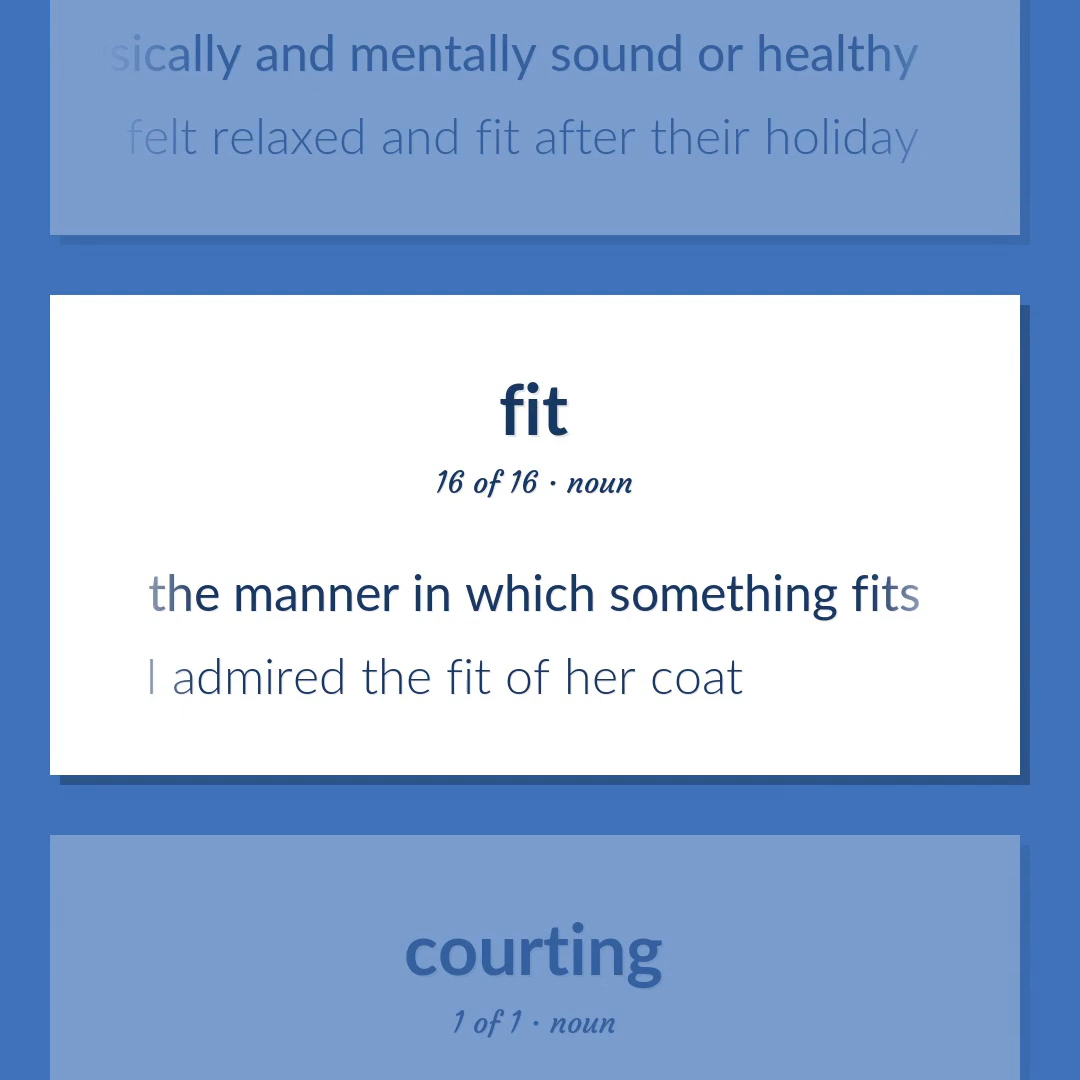 sically and mentally sound or healthy
felt relaxed and fit after their holiday
fit
16 of 16 · noun
the manner in which something fits
I admired the fit of her coat
courting
1 of 1 · noun